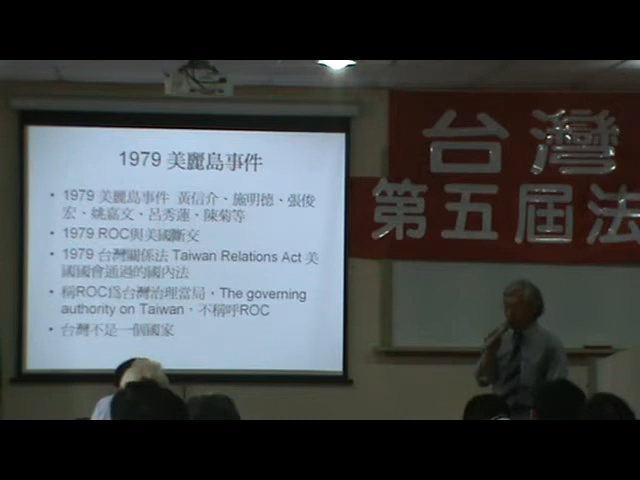 1979 美麗島事件
• 1979 美麗島事件 黃信介、施明德、張俊
宏、姚嘉文、呂秀蓮、陳菊等
• 1979 ROC與美國斷交
• 1979 台灣關係法 Taiwan Relations Act 美
國國會通過的國內法
• 稱ROC為台灣治理當局，The governing
authority on Taiwan，不稱呼ROC
• 台灣不是一個國家
台灣
第五屆法